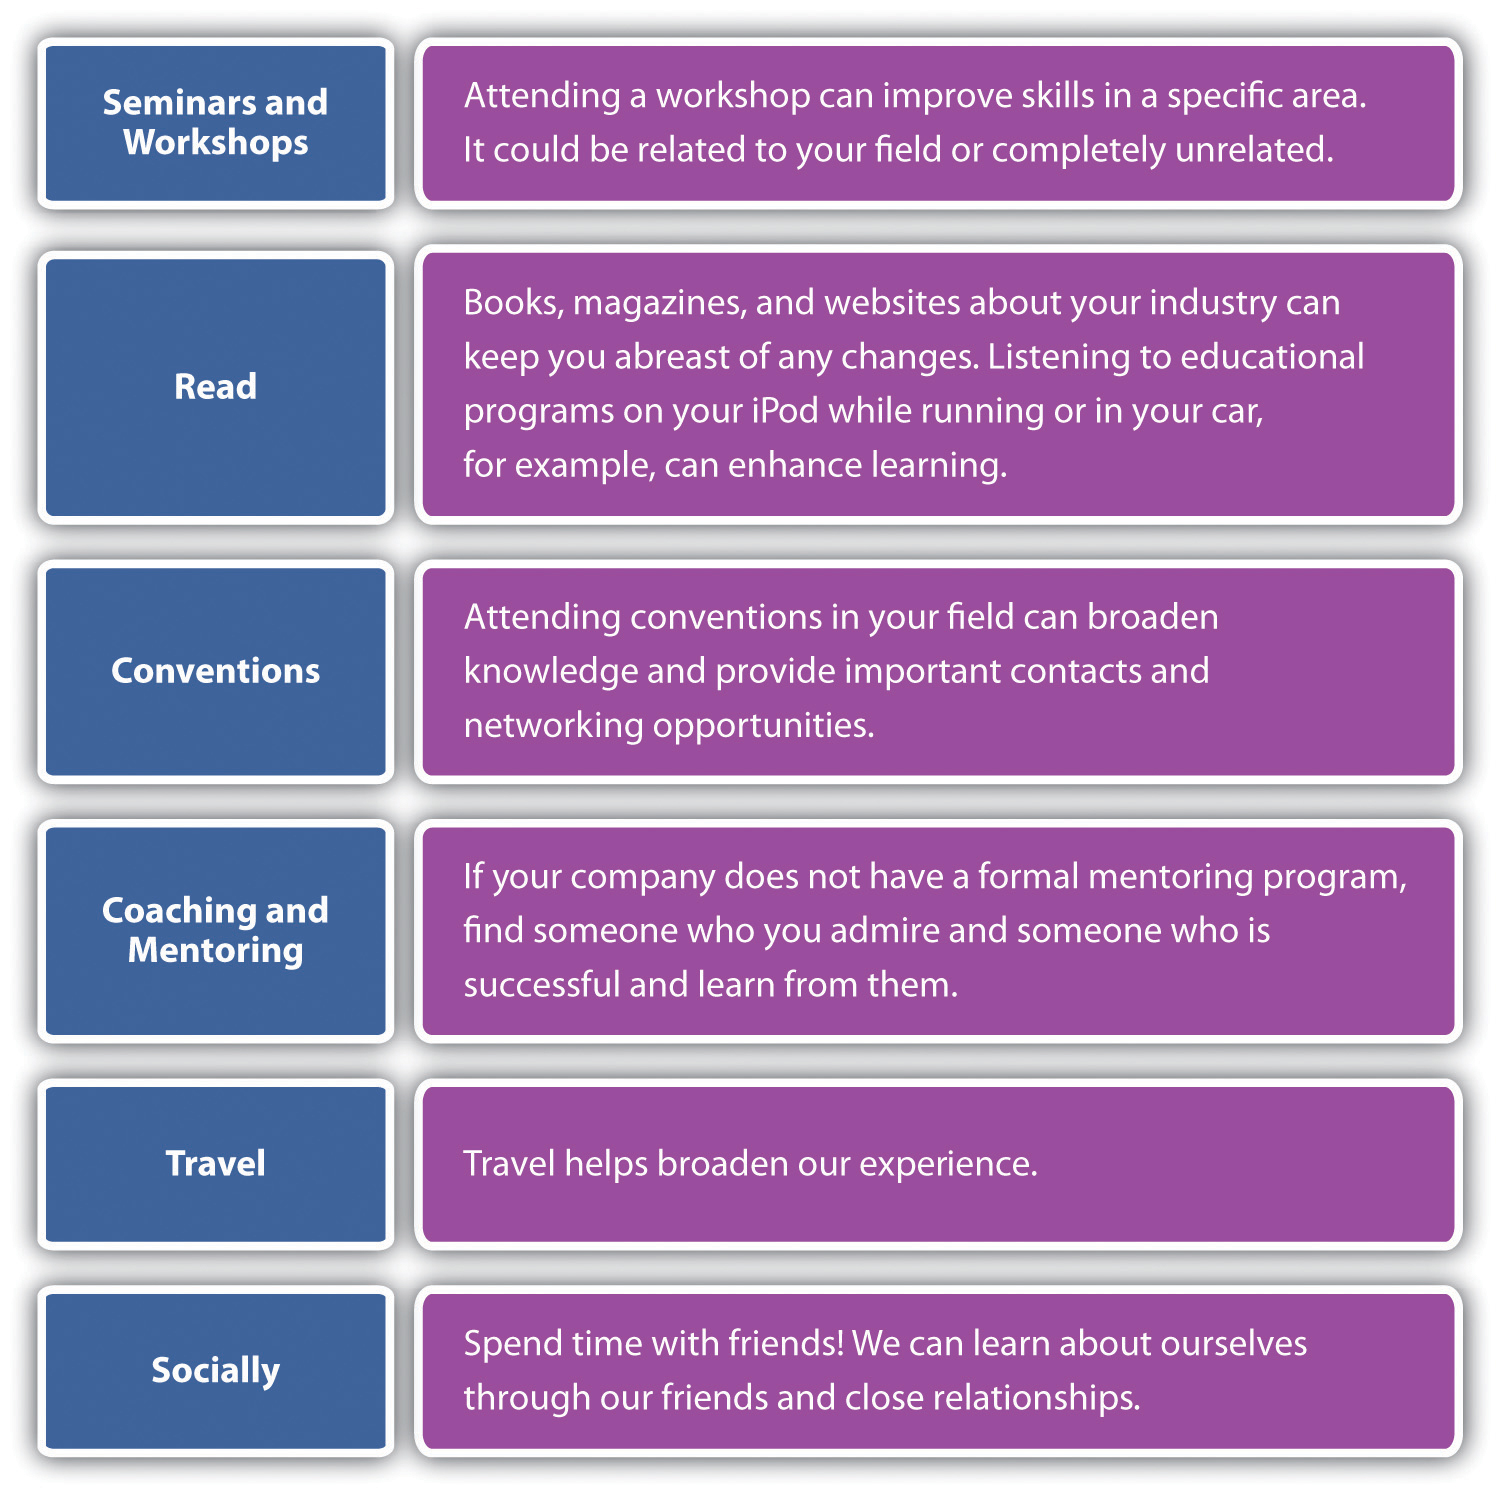 Seminars and
Workshops
Attending a workshop can improve skills in a specific area.
It could be related to your field or completely unrelated.
Read
Books, magazines, and websites about your industry can
keep you abreast of any changes. Listening to educational
programs on your iPod while running or in your car,
for example, can enhance learning.
Conventions
Attending conventions in your field can broaden
knowledge and provide important contacts and
networking opportunities.
Coaching and
Mentoring
If your company does not have a formal mentoring program,
find someone who you admire and someone who is
successful and learn from them.
Travel
Travel helps broaden our experience.
Socially
Spend time with friends! We can learn about ourselves
through our friends and close relationships.